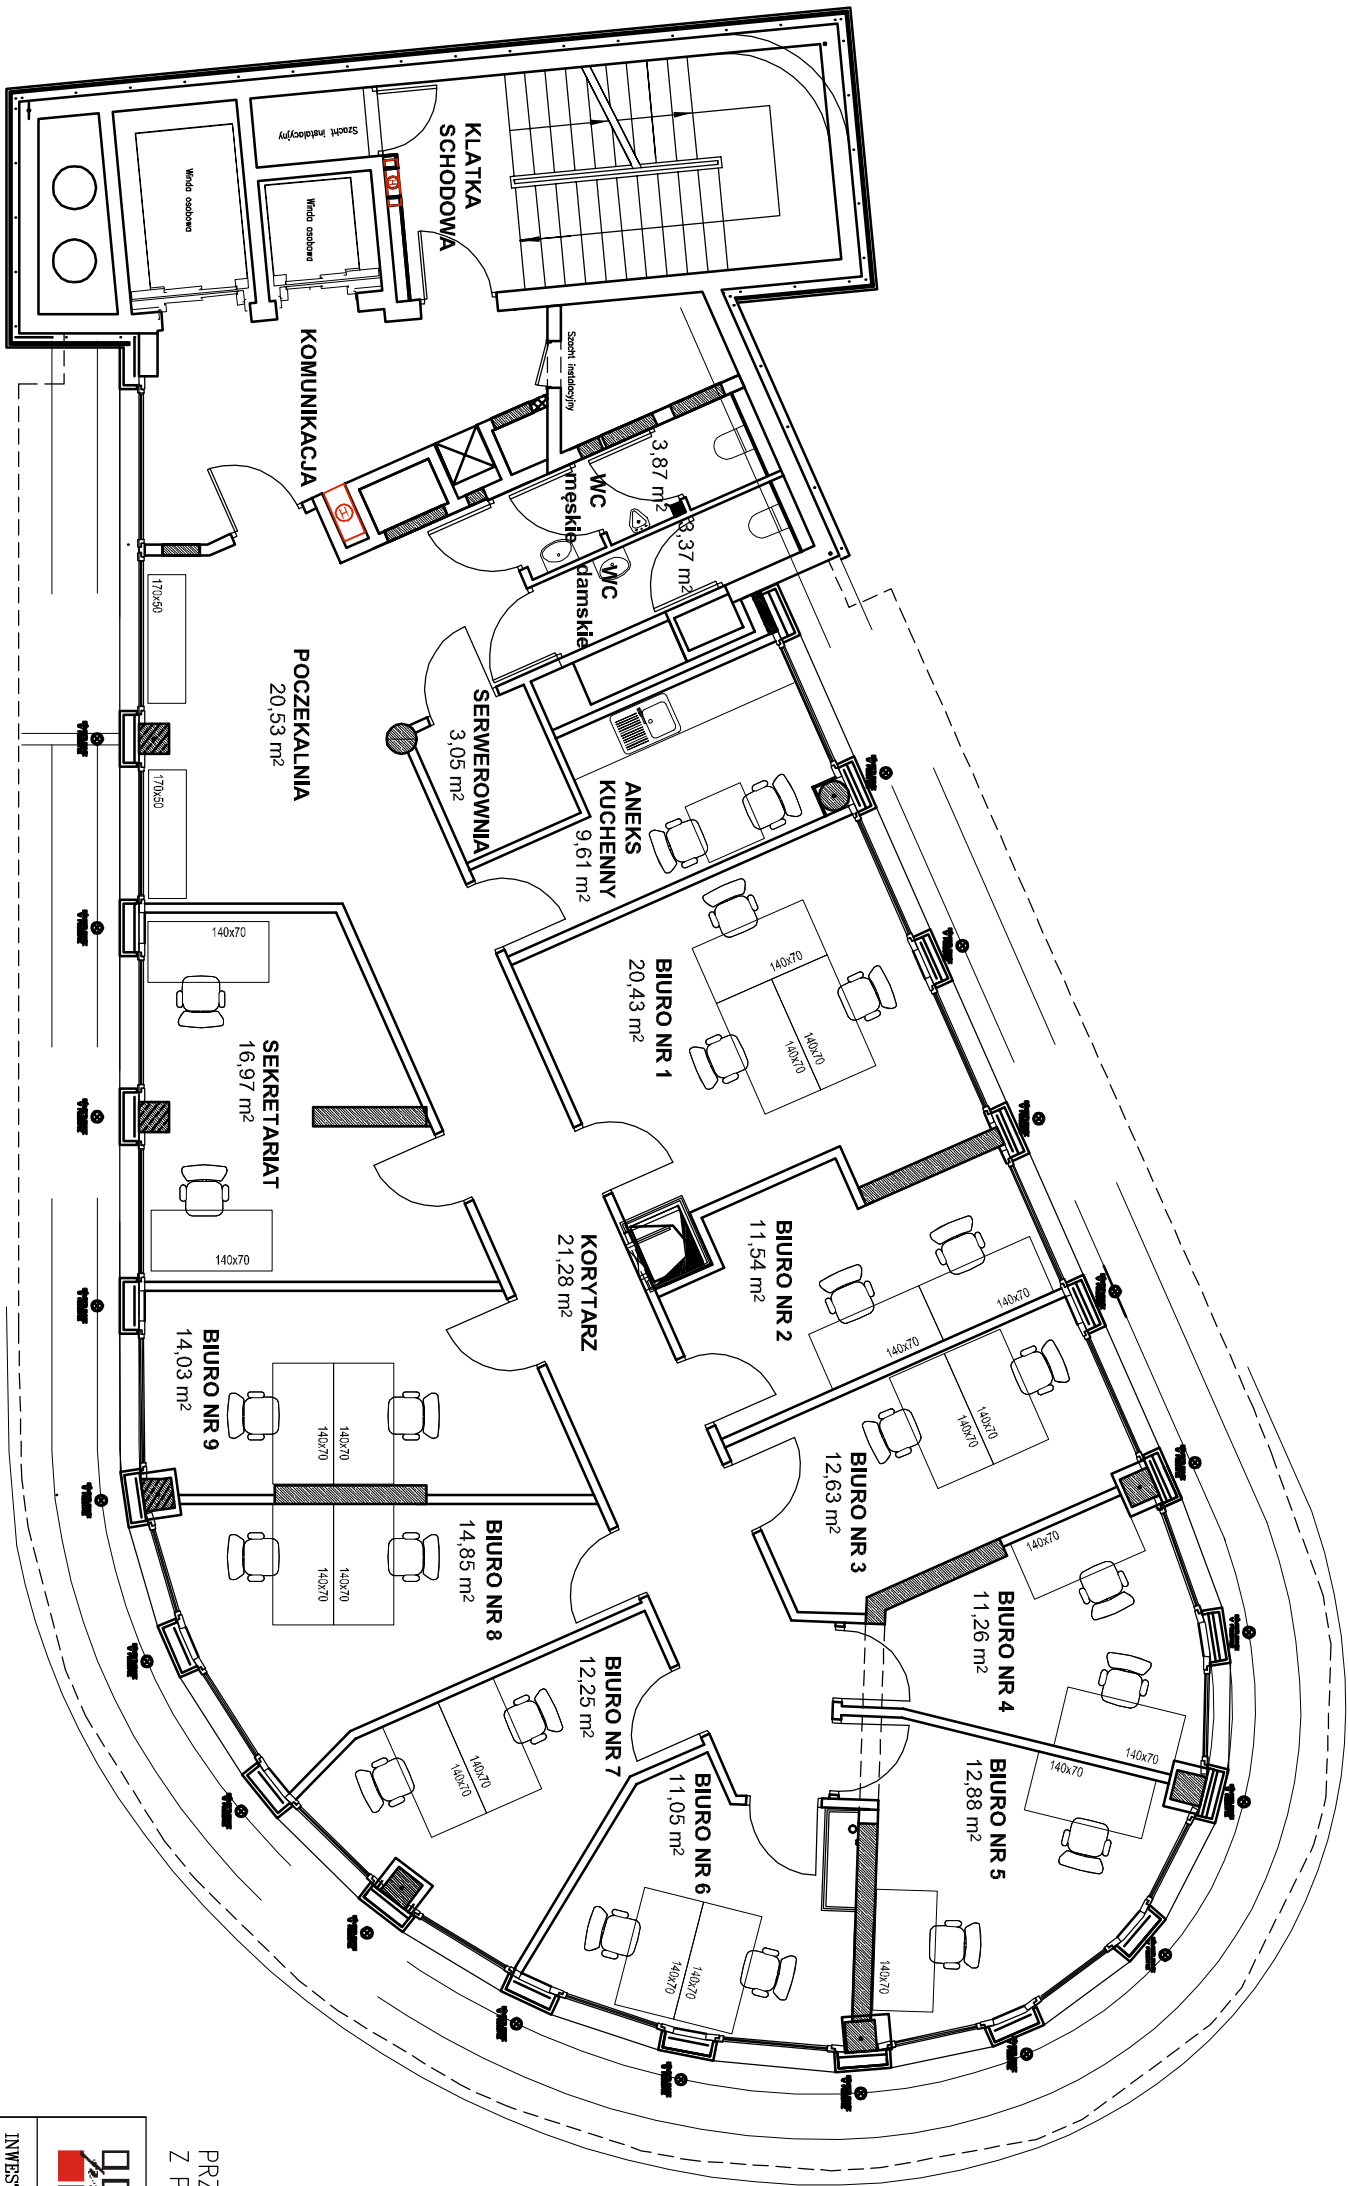 KLATKA
SCHODOWA
Szacht instalacyjny
Winda osobowa
Winda osobowa
KOMUNIKACJA
Szacht instalacyjny
3,87 m²
WC
męskie
3,37 m²
WC
damskie
170x50
POCZEKALNIA
20,53 m²
170x50
SERWEROWNIA
3,05 m²
ANEKS
KUCHENNY
9,61 m²
BIURO NR 1
20,43 m²
140x70
140x70
140x70
SEKRETARIAT
16,97 m²
140x70
140x70
KORYTARZ
21,28 m²
BIURO NR 2
11,54 m²
140x70
140x70
BIURO NR 3
12,63 m²
140x70
140x70
BIURO NR 4
11,26 m²
140x70
140x70
BIURO NR 5
12,88 m²
140x70
140x70
BIURO NR 6
11,05 m²
140x70
140x70
BIURO NR 7
12,25 m²
140x70
140x70
BIURO NR 8
14,85 m²
140x70
140x70
BIURO NR 9
14,03 m²
140x70
140x70
PRZ
Z P
INWES